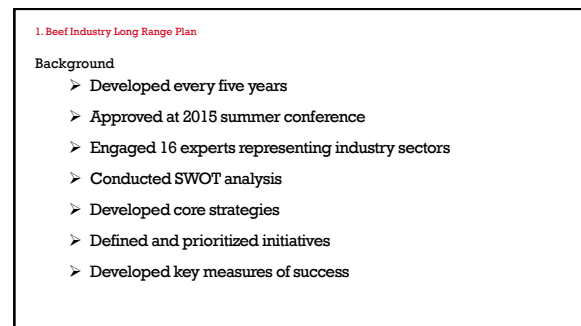 1. Beef Industry Long Range Plan
Background
➢ Developed every five years
➢ Approved at 2015 summer conference
➢ Engaged 16 experts representing industry sectors
➢ Conducted SWOT analysis
➢ Developed core strategies
➢ Defined and prioritized initiatives
➢ Developed key measures of success